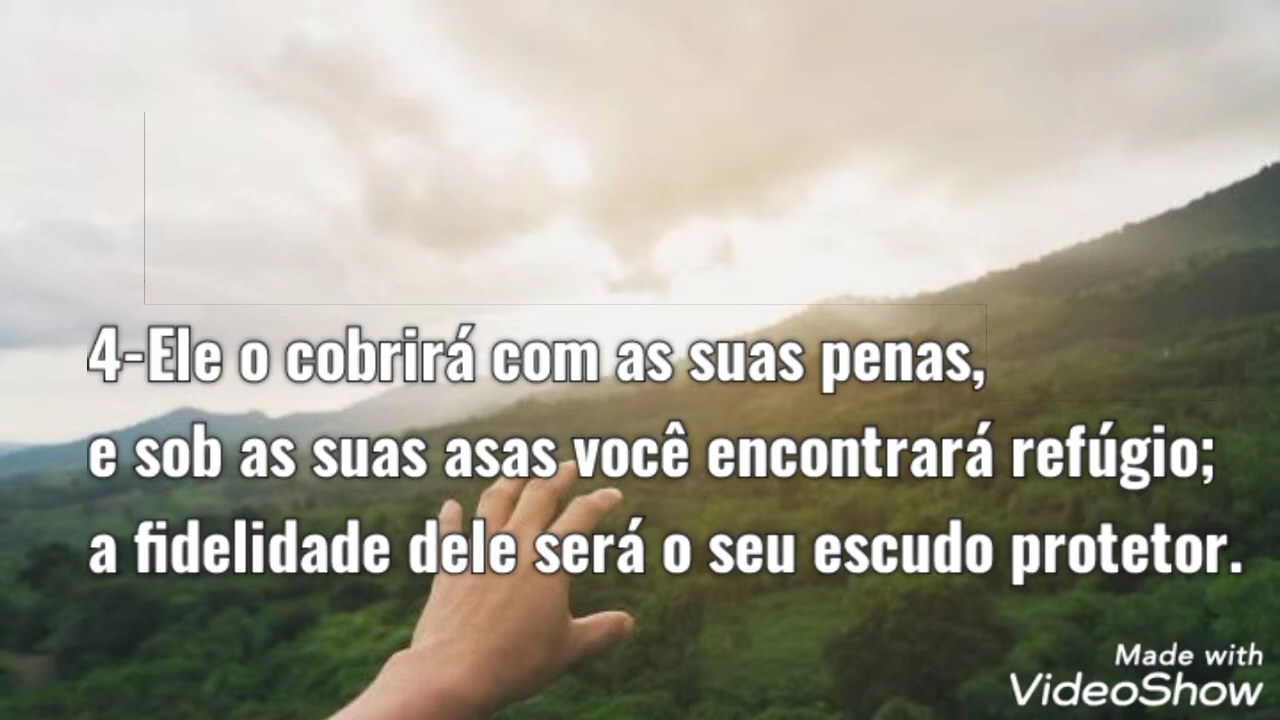 4-Ele o cobrirá com as suas penas,
e sob as suas asas você encontrará refúgio;
a fidelidade dele será o seu escudo protetor.
Made with
VideoShow